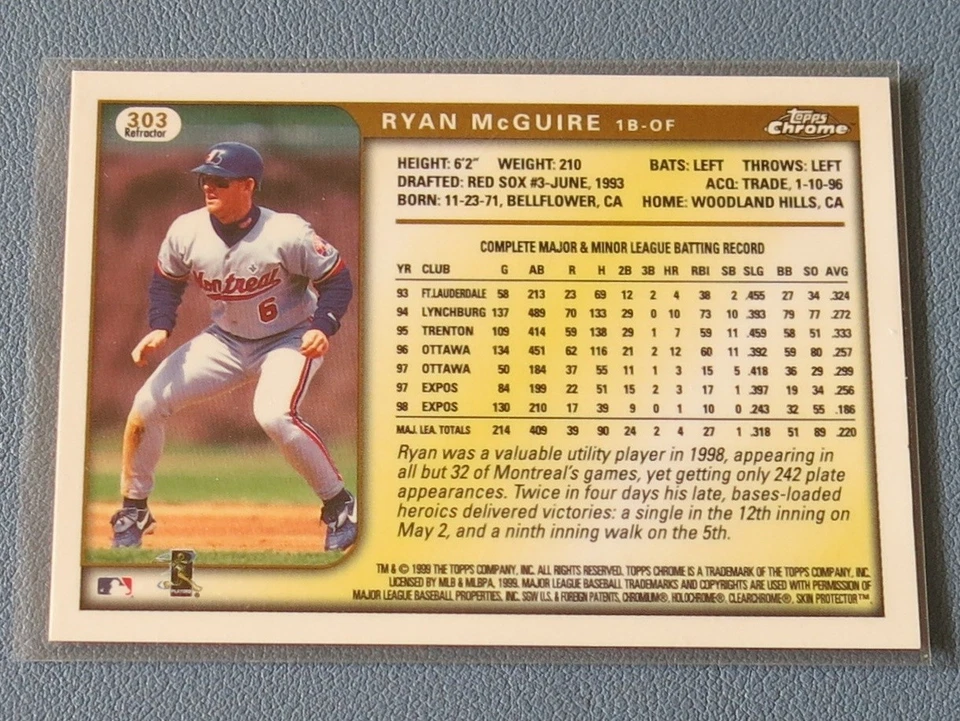 303
Refractor
RYAN McGUIRE 1B-OF
Topps
Chrome
HEIGHT: 6'2" WEIGHT: 210 BATS: LEFT THROWS: LEFT
DRAFTED: RED SOX #3-JUNE, 1993 ACQ: TRADE, 1-10-96
BORN: 11-23-71, BELLFLOWER, CA HOME: WOODLAND HILLS, CA
COMPLETE MAJOR & MINOR LEAGUE BATTING RECORD
YR CLUB G AB R H 2B 3B HR RBI SB SLG BB SO AVG
93 FT. LAUDERDALE 58 213 23 69 12 2 4 38 2 .455 27 34 .324
94 LYNCHBURG 137 489 70 133 29 0 10 73 10 .393 79 77 .272
95 TRENTON 109 414 59 138 29 1 7 59 11 .459 58 51 .333
96 OTTAWA 134 451 62 116 21 2 12 60 11 .392 59 80 .257
97 OTTAWA 50 184 37 55 11 1 3 15 5 .418 36 29 .299
97 EXPOS 84 199 22 51 15 2 3 17 1 .397 19 34 .256
98 EXPOS 130 210 17 39 9 0 1 10 0 .243 32 55 .186
MAJ. LEA. TOTALS 214 409 39 90 24 2 4 27 1 .318 51 89 .220
Ryan was a valuable utility player in 1998, appearing in
all but 32 of Montreal's games, yet getting only 242 plate
appearances. Twice in four days his late, bases-loaded
heroics delivered victories: a single in the 12th inning on
May 2, and a ninth inning walk on the 5th.
TM & © 1999 THE TOPPS COMPANY, INC. ALL RIGHTS RESERVED. TOPPS CHROME IS A TRADEMARK OF THE TOPPS COMPANY, INC.
LICENSED BY MLB & MLBPA, 1999. MAJOR LEAGUE BASEBALL TRADEMARKS AND COPYRIGHTS ARE USED WITH PERMISSION OF
MAJOR LEAGUE BASEBALL PROPERTIES, INC. SGW U.S. & FOREIGN PATENTS, CHROMIUM®, HOLOCHROME®, CLEARCHROME®, SKIN PROTECTOR™
Montreal
6